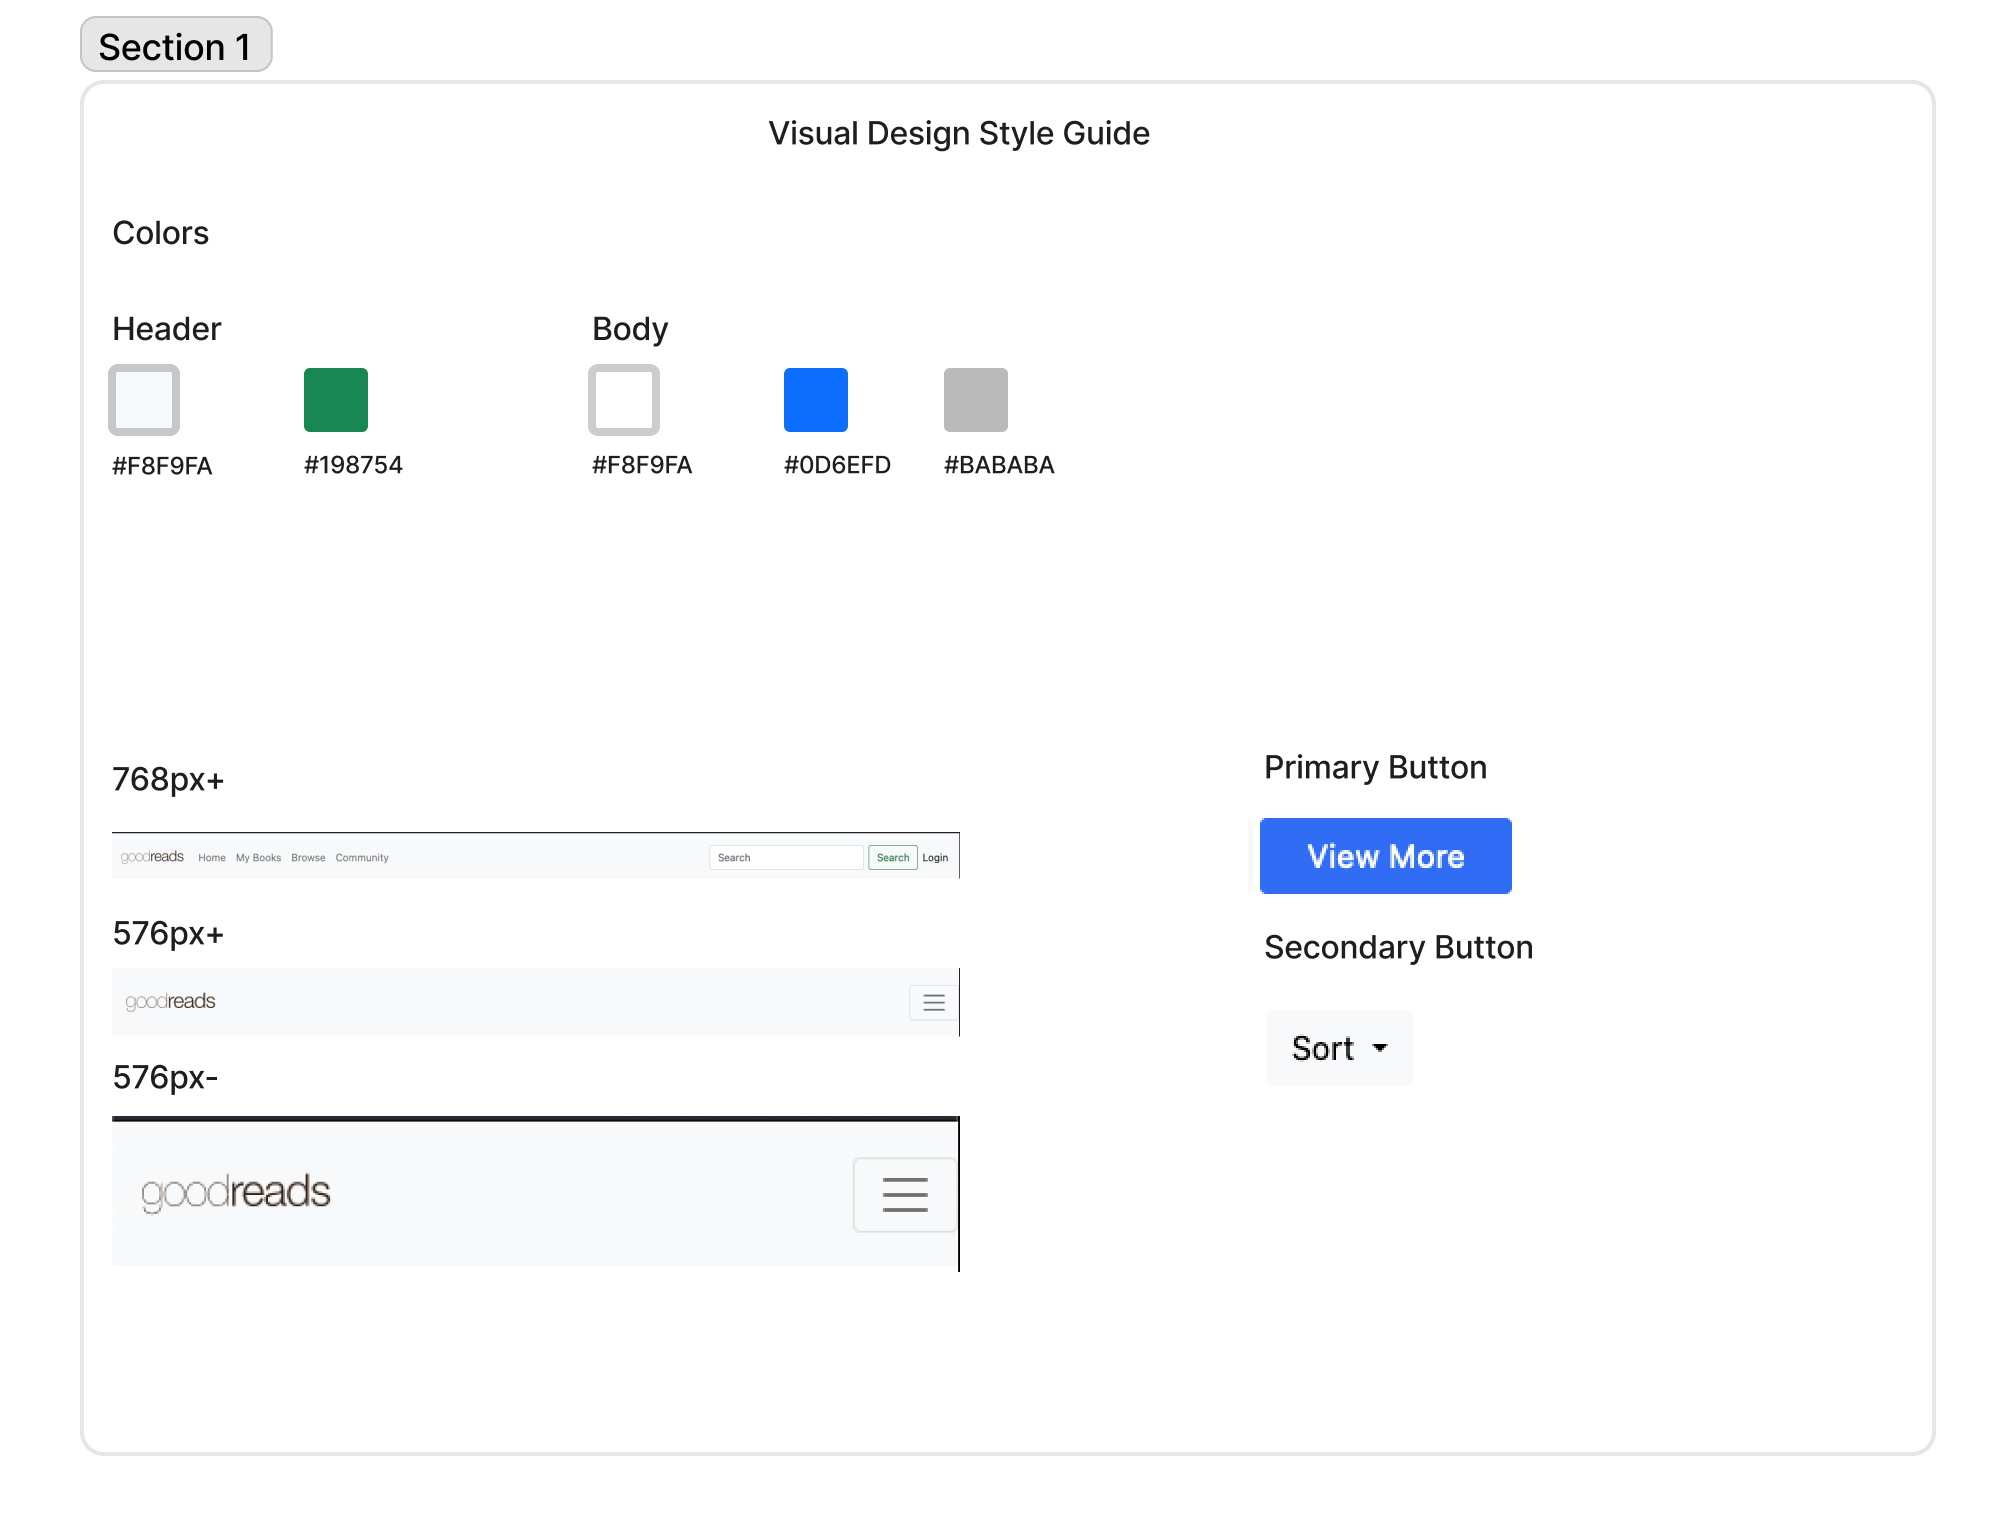 Section 1
Visual Design Style Guide
Colors
Header
Body
#F8F9FA
#198754
#F8F9FA
#0D6EFD
#BABABA
768px+
goodreads Home My Books Browse Community Search Search Login
576px+
goodreads
576px-
goodreads
Primary Button
View More
Secondary Button
Sort